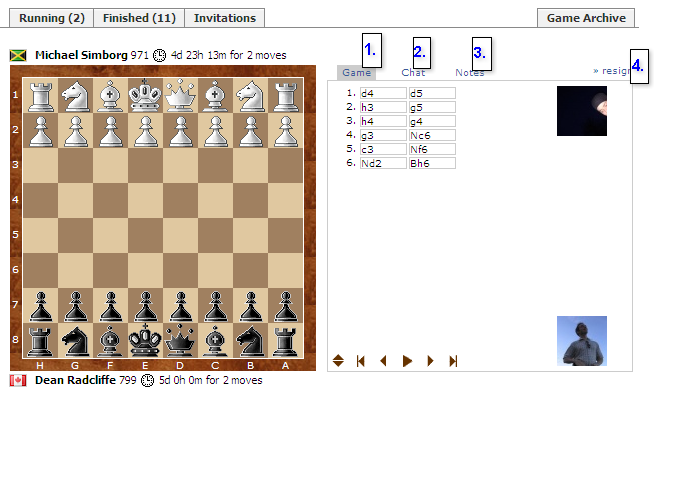 Running (2) Finished (11) Invitations Game Archive
Michael Simborg 971 4d 23h 13m for 2 moves
1. 2. 3. 4.
Game Chat Notes » resign
1
2
3
4
5
6
7
8
H G F E D C B A
1. d4 d5
2. h3 g5
3. h4 g4
4. g3 Nc6
5. c3 Nf6
6. Nd2 Bh6
Dean Radcliffe 799 5d 0h 0m for 2 moves